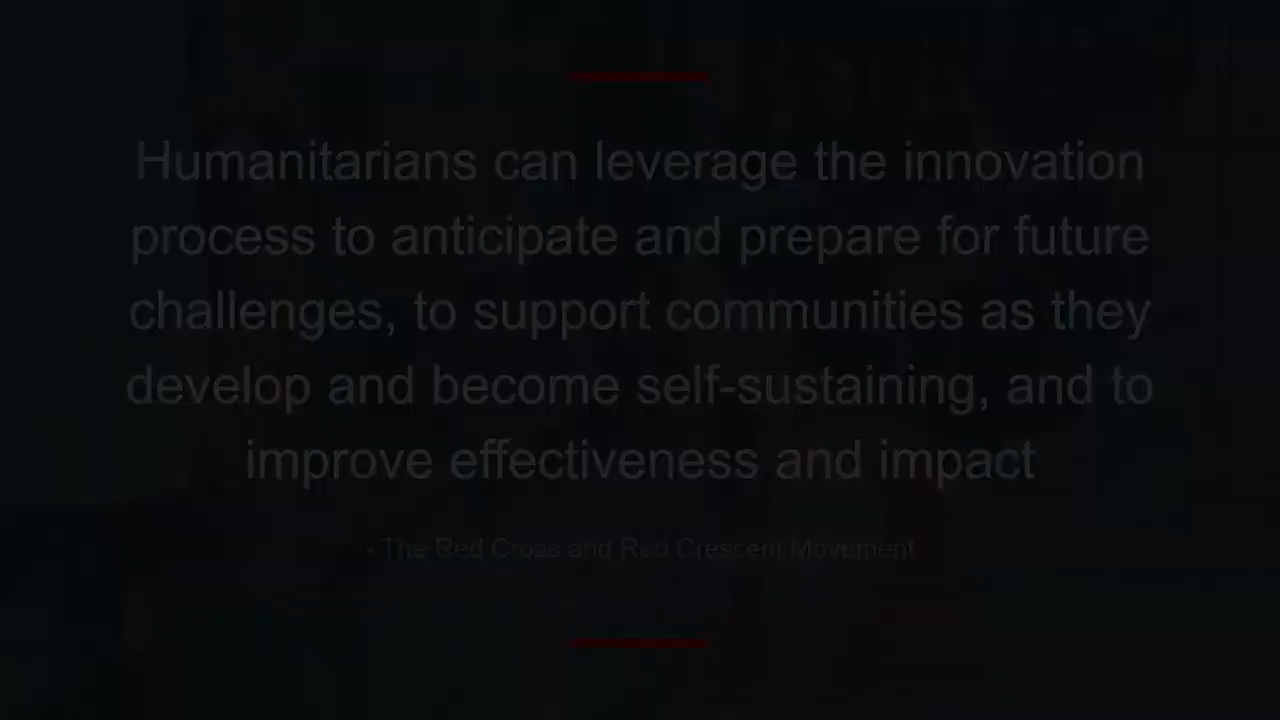 Humanitarians can leverage the innovation
process to anticipate and prepare for future
challenges, to support communities as they
develop and become self-sustaining, and to
improve effectiveness and impact
- The Red Cross and Red Crescent Movement